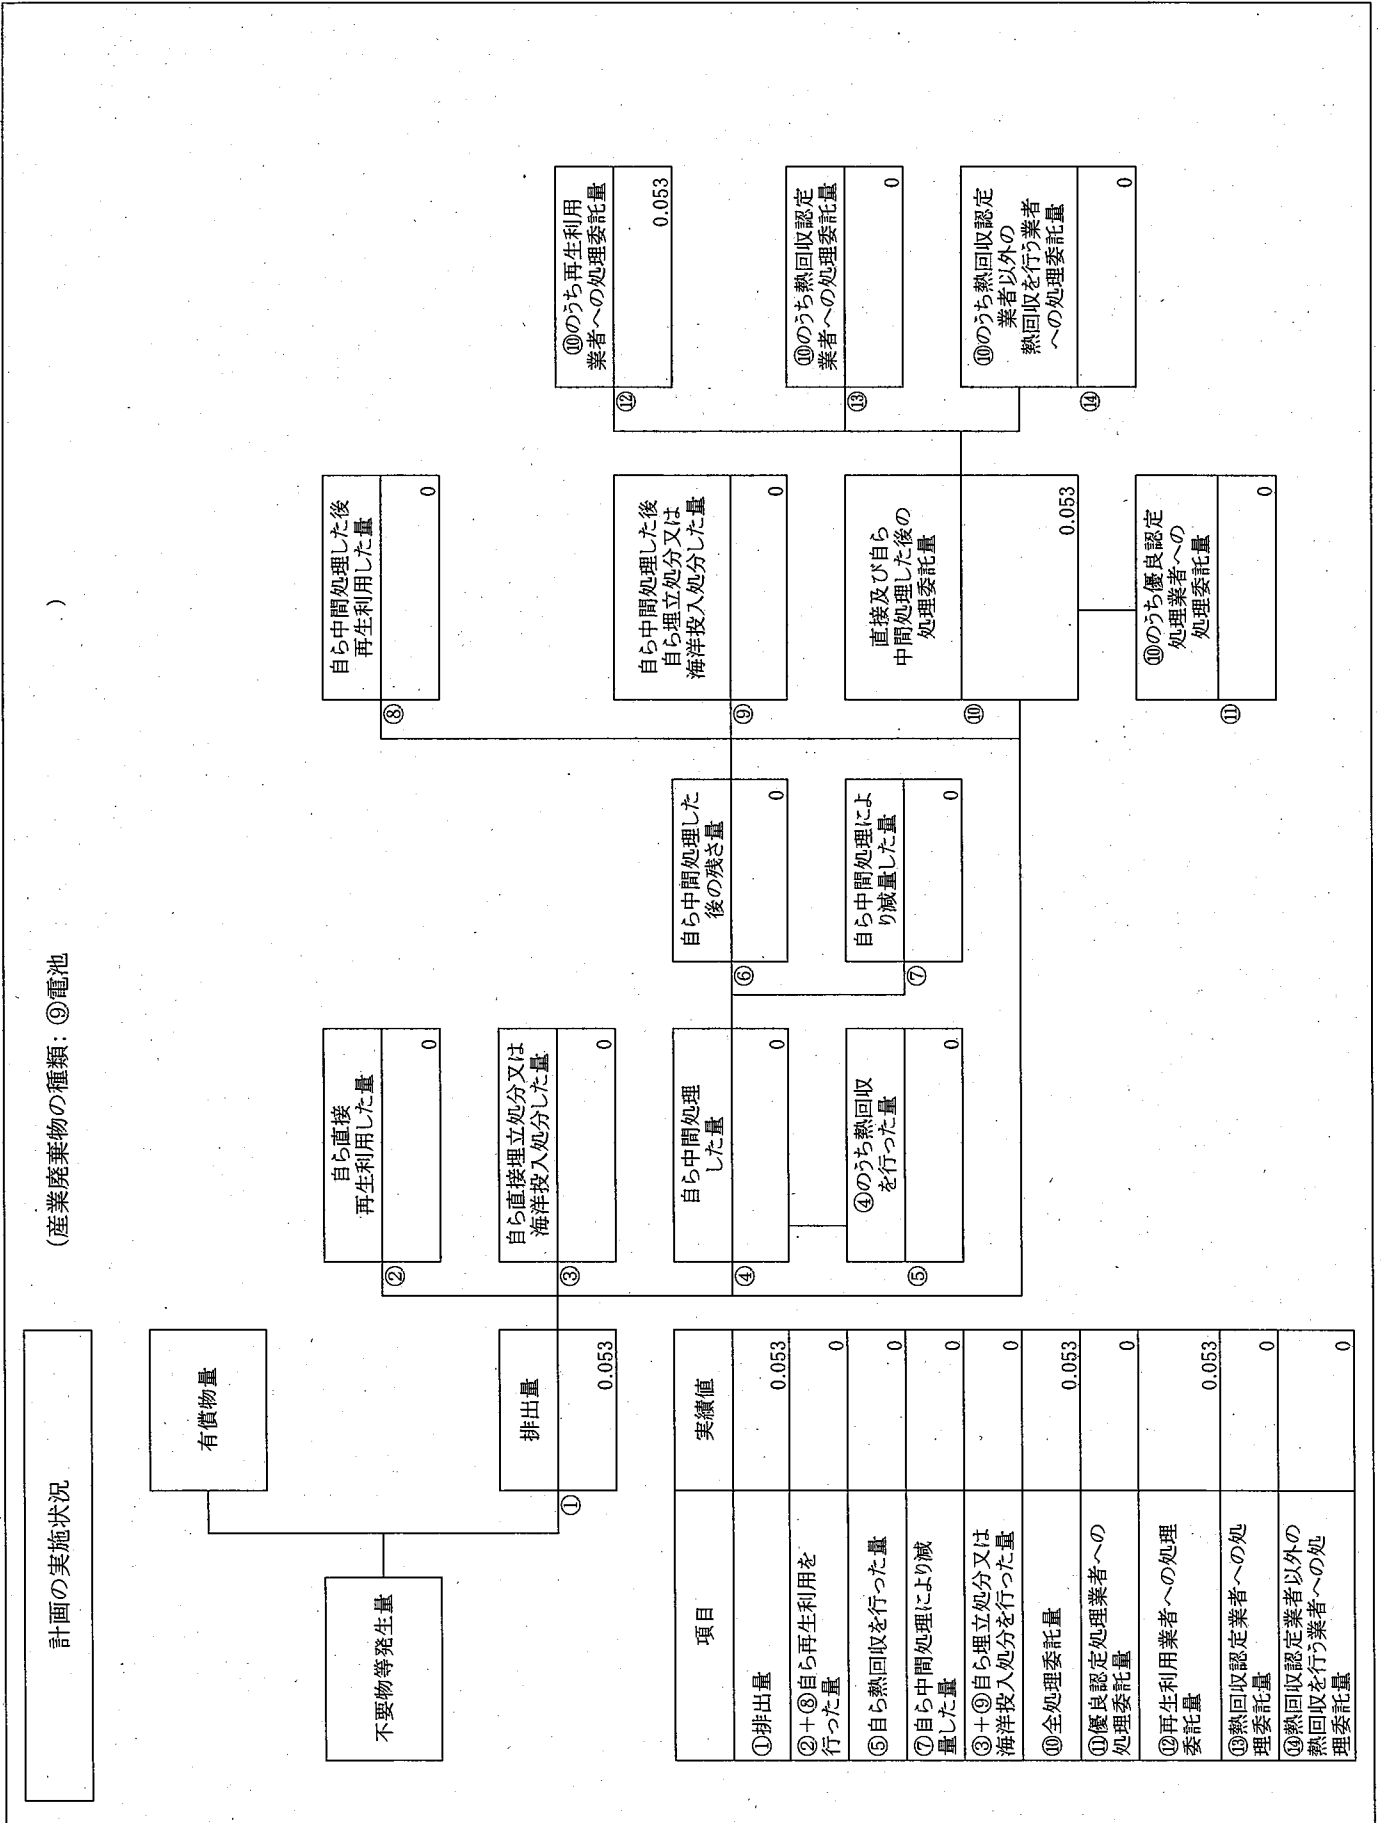 計画の実施状況
(産業廃棄物の種類:⑨電池
)
不要物等発生量
有償物量
①
排出量
0.053
②
自ら直接
再生利用した量
0
③
自ら直接埋立処分又は
海洋投入処分した量
0
④
自ら中間処理
した量
0
⑤
④のうち熱回収
を行った量
0
⑥
自ら中間処理した
後の残さ量
0
⑦
自ら中間処理によ
り減量した量
0
⑧
自ら中間処理した後
再生利用した量
0
⑨
自ら中間処理した後
自ら埋立処分又は
海洋投入処分した量
0
⑩
直接及び自ら
中間処理した後の
処理委託量
0.053
⑪
⑩のうち優良認定
処理業者への
処理委託量
0
⑫
⑩のうち再生利用
業者への処理委託量
0.053
⑬
⑩のうち熱回収認定
業者への処理委託量
0
⑭
⑩のうち熱回収認定
業者以外の
熱回収を行う業者
への処理委託量
0
項目 実績値
①排出量 0.053
②+⑧自ら再生利用を
行った量 0
⑤自ら熱回収を行った量 0
⑦自ら中間処理により減
量した量 0
③+⑨自ら埋立処分又は
海洋投入処分を行った量 0
⑩全処理委託量 0.053
⑪優良認定処理業者への
処理委託量 0
⑫再生利用業者への処理
委託量 0.053
⑬熱回収認定業者への処
理委託量 0
⑭熱回収認定業者以外の
熱回収を行う業者への処
理委託量 0